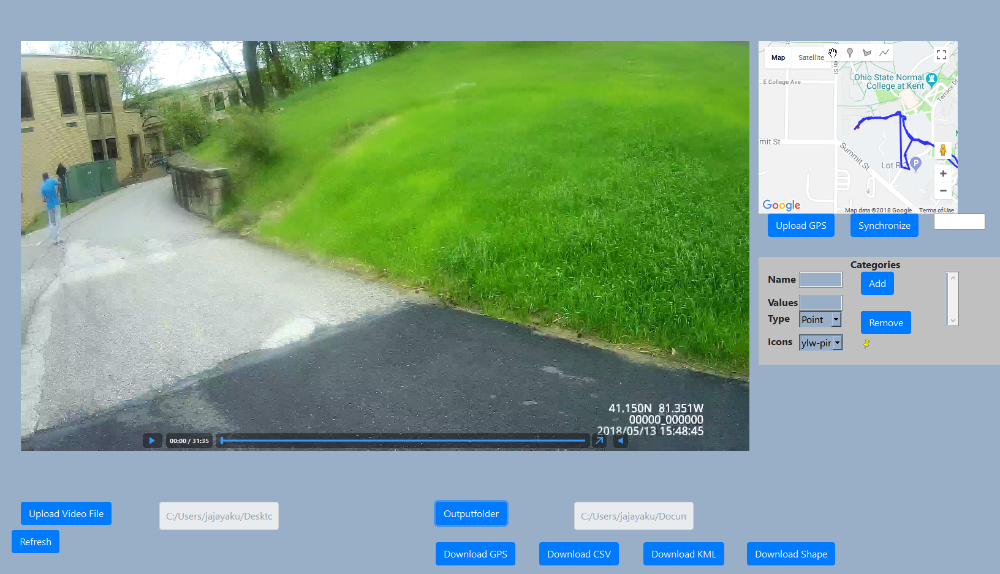 Map
Satellite
E College Ave
Ohio State Normal
College at Kent
Terrace Dr
mit St
Summit St
Lot R
P
+
−
Google
Map data ©2018 Google
Terms of Use
Upload GPS
Synchronize
Categories
Name
Add
Values
Type
Point
Remove
Icons
ylw-pin
41.150N 81.351W
00000_000000
2018/05/13 15:48:45
00:00 / 31:35
Upload Video File
C:/Users/jajayaku/Deskto
Outputfolder
C:/Users/jajayaku/Docum
Refresh
Download GPS
Download CSV
Download KML
Download Shape